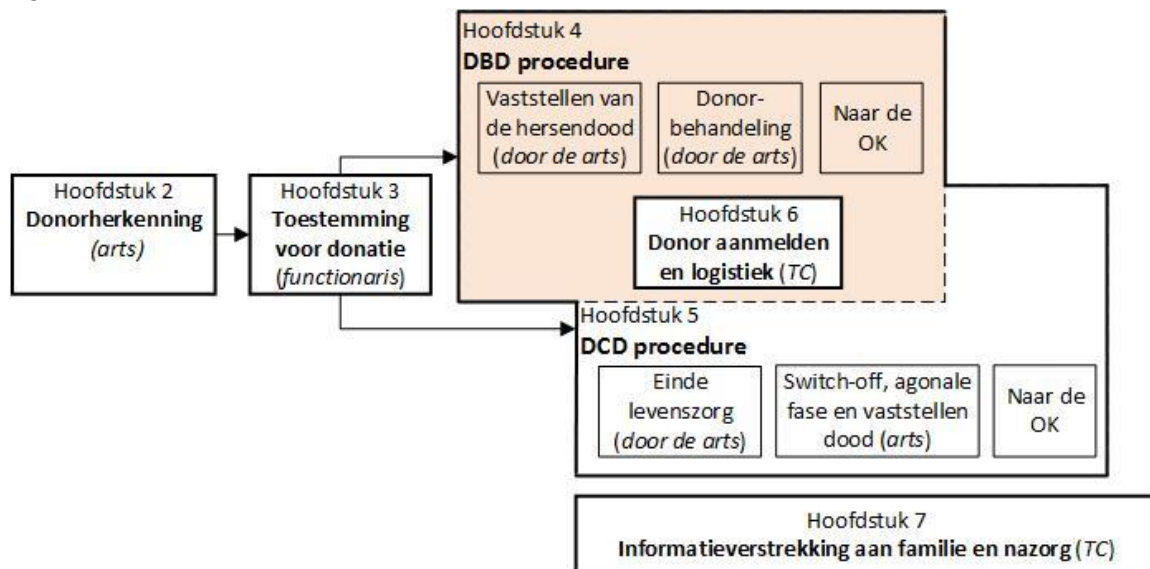 Hoofdstuk 4
DBD procedure
Vaststellen van
de hersendood
(door de arts)
Donor-
behandeling
(door de arts)
Naar de
OK
Hoofdstuk 2
Donorherkenning
(arts)
Hoofdstuk 3
Toestemming
voor donatie
(functionaris)
Hoofdstuk 6
Donor aanmelden
en logistiek (TC)
Hoofdstuk 5
DCD procedure
Einde
levenszorg
(door de arts)
Switch-off, agonale
fase en vaststellen
dood (arts)
Naar de
OK
Hoofdstuk 7
Informatieverstrekking aan familie en nazorg (TC)